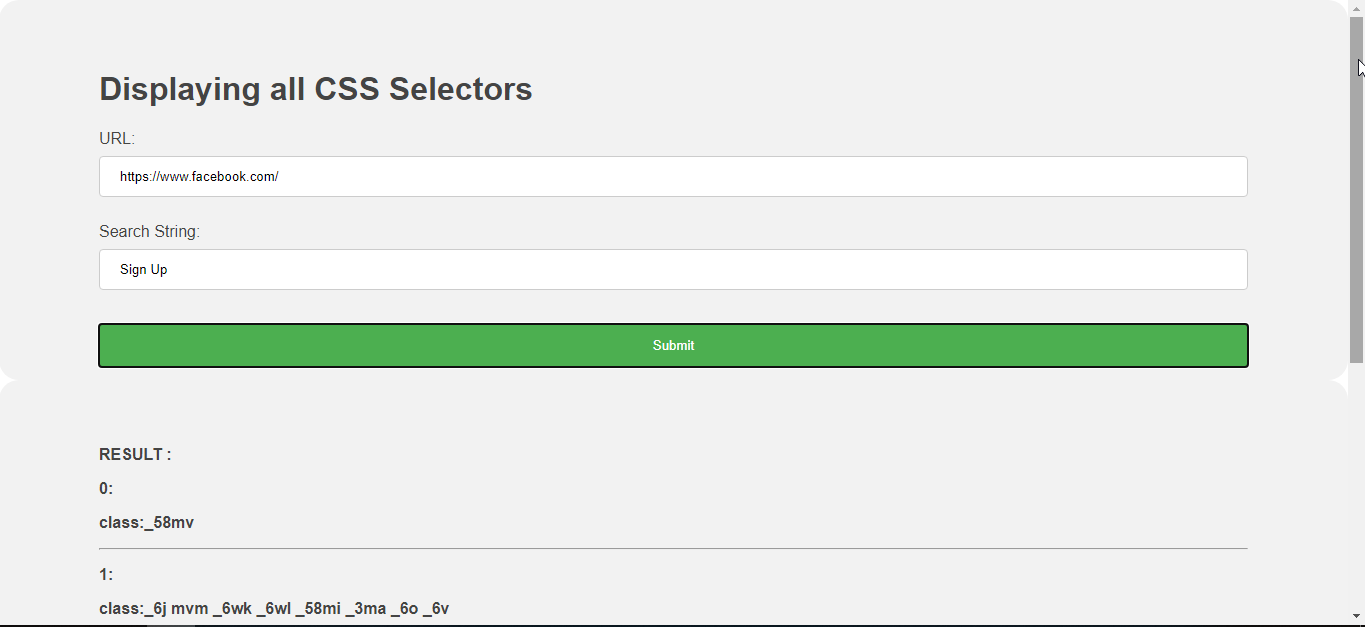 Displaying all CSS Selectors
URL:
https://www.facebook.com/
Search String:
Sign Up
Submit
RESULT :
0:
class:_58mv
1:
class:_6j mvm _6wk _6wl _58mi _3ma _6o _6v